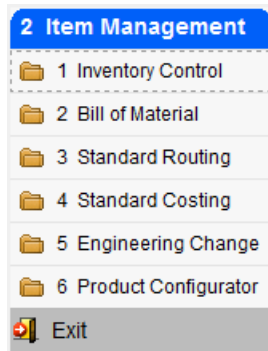 2 Item Management
1 Inventory Control
2 Bill of Material
3 Standard Routing
4 Standard Costing
5 Engineering Change
6 Product Configurator
Exit